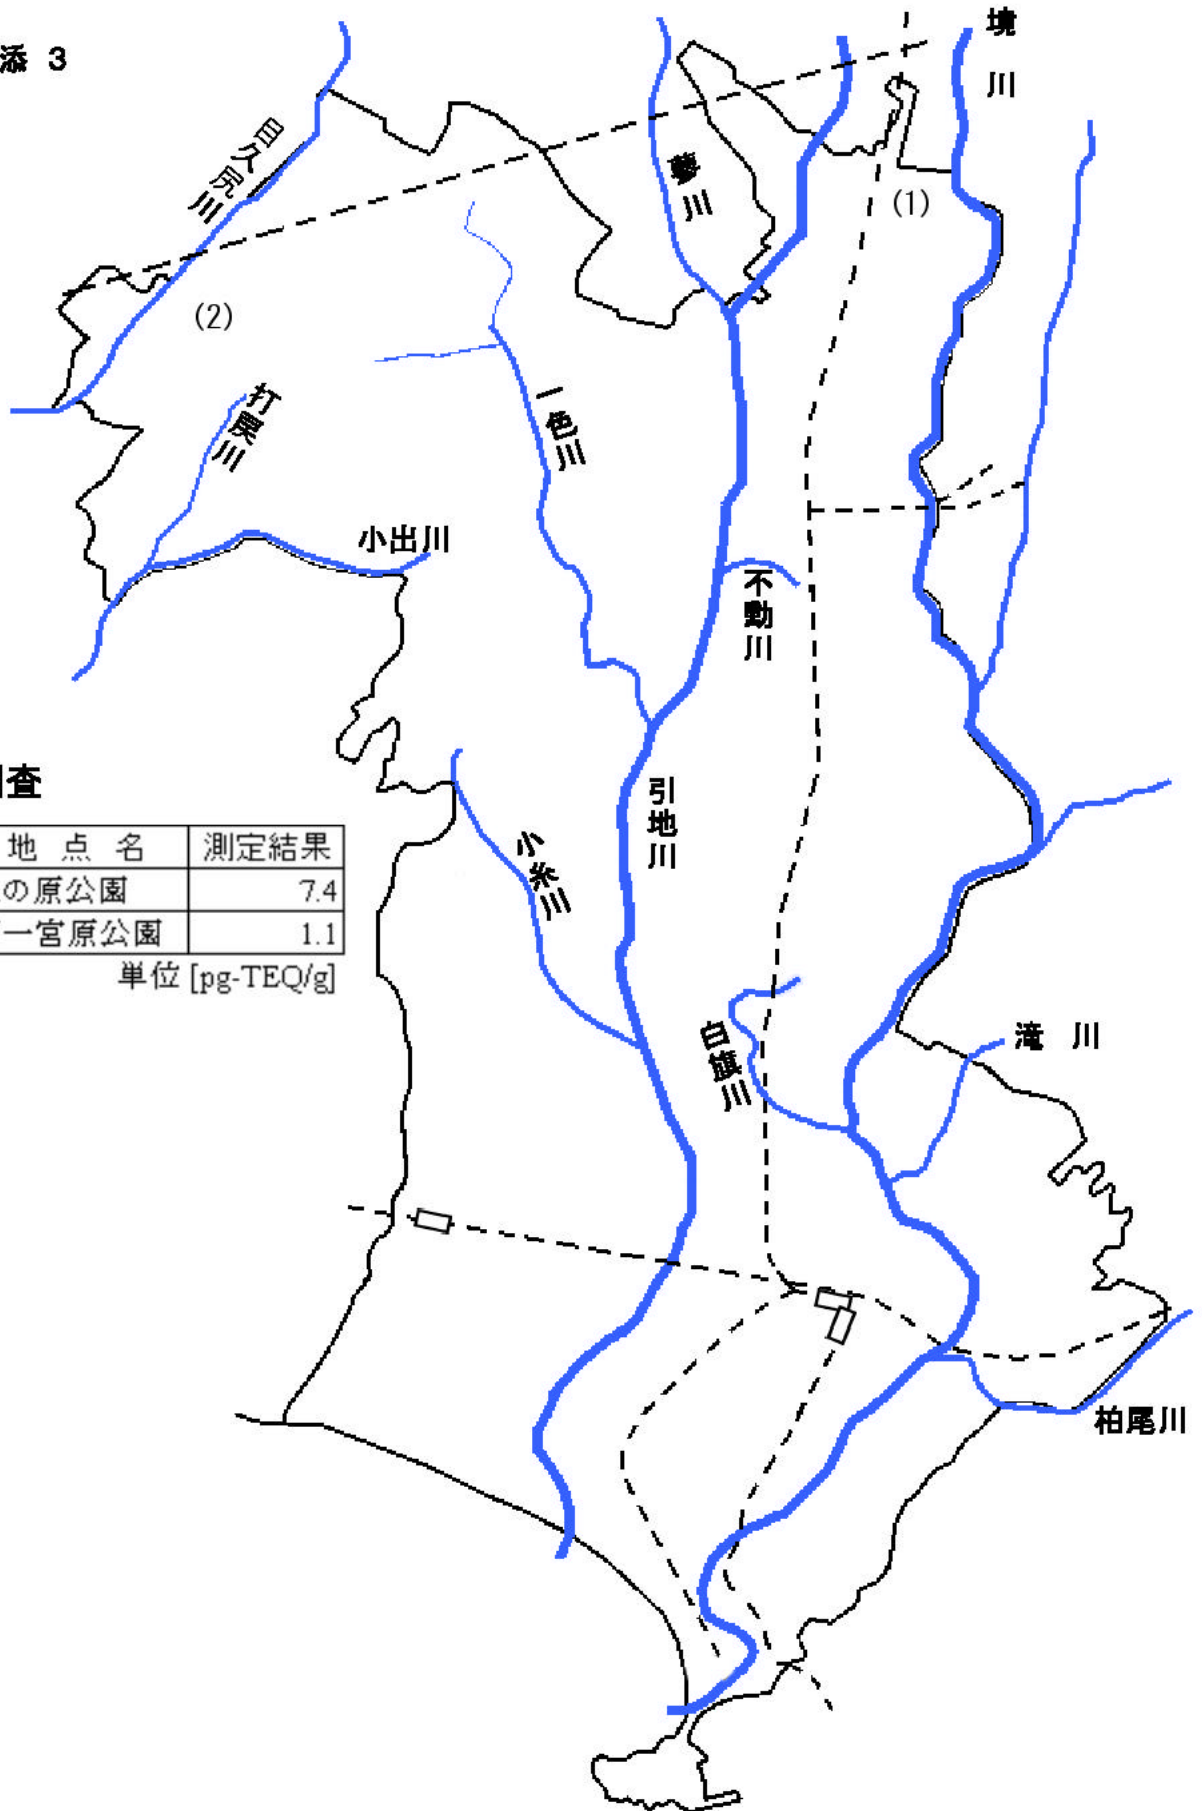 添 3
境川
目久尻川
蓼川
(1)
(2)
打戻川
一色川
小出川
不動川
引地川
査
地 点 名 測定結果
の原公園 7.4
一宮原公園 1.1
単位 [pg-TEQ/g]
小糸川
白旗川
滝 川
柏尾川